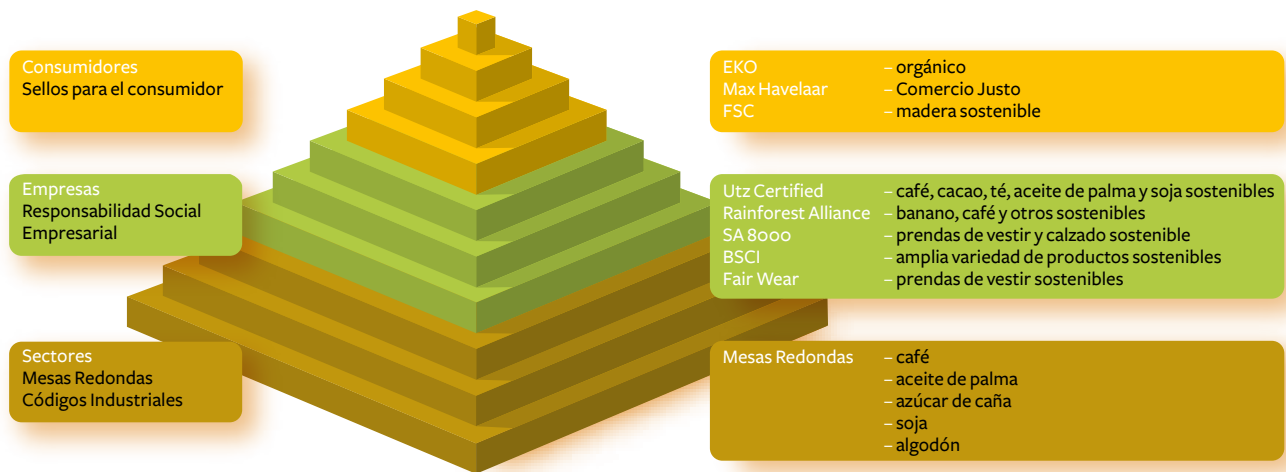 Consumidores
Sellos para el consumidor
EKO – orgánico
Max Havelaar – Comercio Justo
FSC – madera sostenible
Empresas
Responsabilidad Social
Empresarial
Utz Certified – café, cacao, té, aceite de palma y soja sostenibles
Rainforest Alliance – banano, café y otros sostenibles
SA 8000 – prendas de vestir y calzado sostenible
BSCI – amplia variedad de productos sostenibles
Fair Wear – prendas de vestir sostenibles
Sectores
Mesas Redondas
Códigos Industriales
Mesas Redondas – café
– aceite de palma
– azúcar de caña
– soja
– algodón